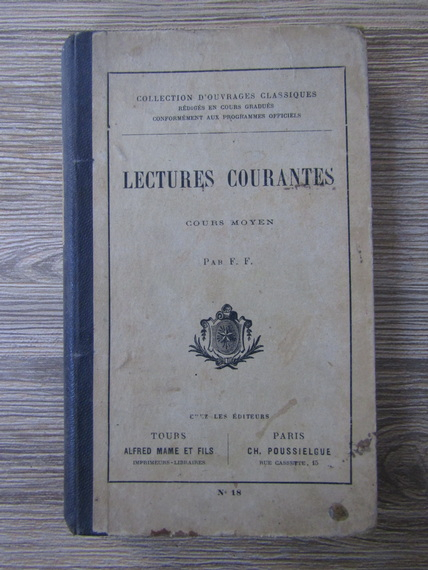 COLLECTION D'OUVRAGES CLASSIQUES
RÉDIGÉS EN COURS GRADUÉS
CONFORMÉMENT AUX PROGRAMMES OFFICIELS
LECTURES COURANTES
COURS MOYEN
PAR F. F.
CHEZ LES ÉDITEURS
TOURS
ALFRED MAME ET FILS
IMPRIMEURS-LIBRAIRES
PARIS
CH. POUSSIELGUE
RUE CASSETTE, 15
N° 18